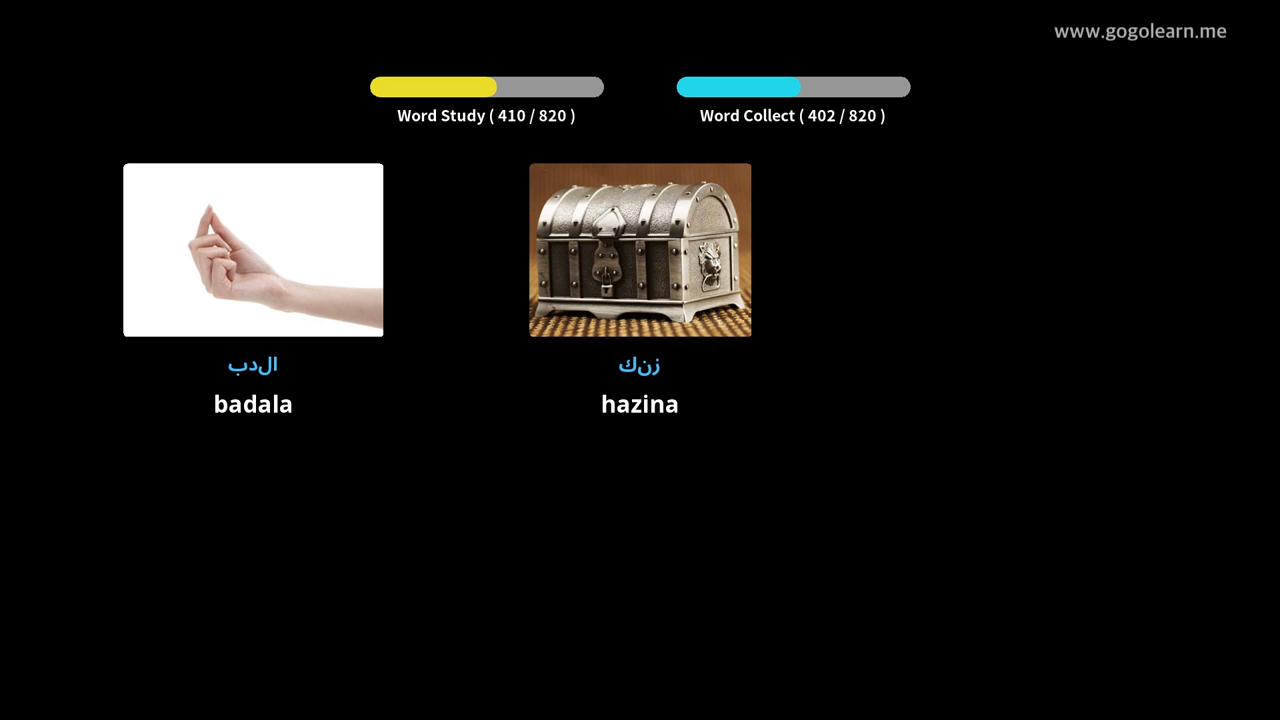 www.gogolearn.me
Word Study ( 410 / 820 )
Word Collect ( 402 / 820 )
الدب
badala
زنك
hazina